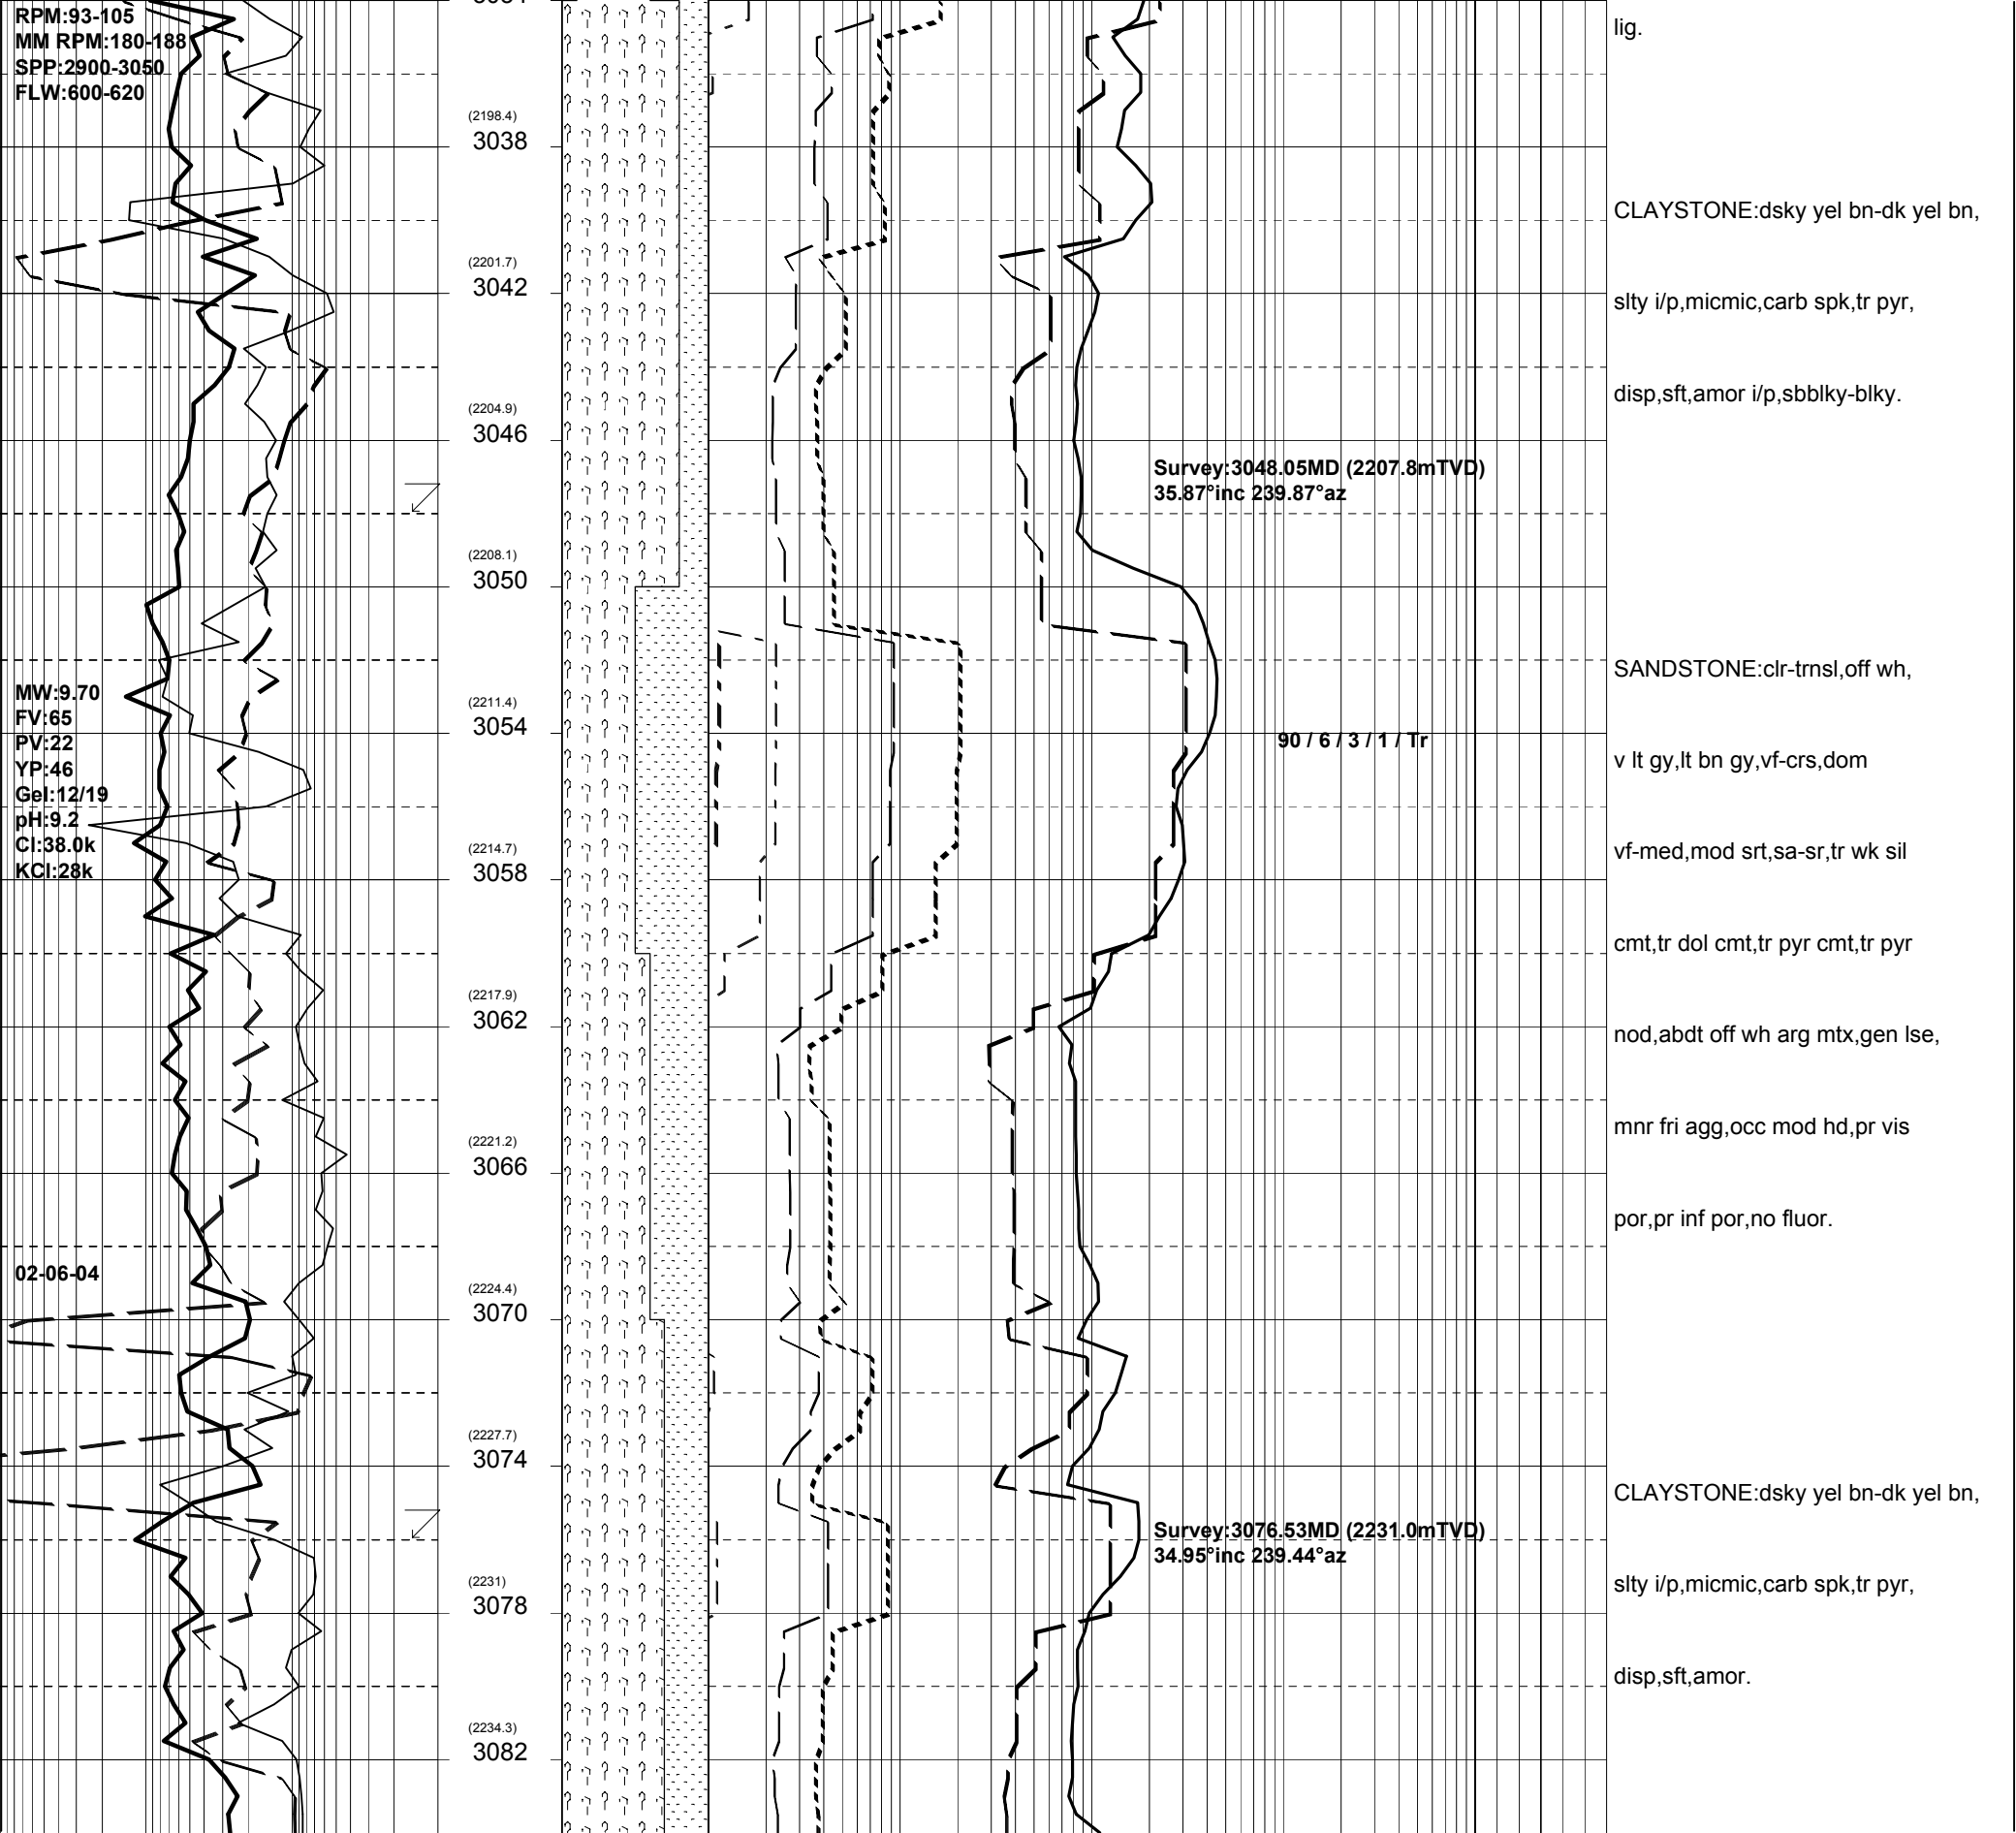 RPM:93-105
MM RPM:180-188
SPP:2900-3050
FLW:600-620
MW:9.70
FV:65
PV:22
YP:46
Gel:12/19
pH:9.2
Cl:38.0k
KCl:28k
02-06-04
(2198.4)
3038
(2201.7)
3042
(2204.9)
3046
(2208.1)
3050
(2211.4)
3054
(2214.7)
3058
(2217.9)
3062
(2221.2)
3066
(2224.4)
3070
(2227.7)
3074
(2231)
3078
(2234.3)
3082
Survey:3048.05MD (2207.8mTVD)
35.87°inc 239.87°az
90 / 6 / 3 / 1 / Tr
Survey:3076.53MD (2231.0mTVD)
34.95°inc 239.44°az
lig.
CLAYSTONE:dsky yel bn-dk yel bn,
slty i/p,micmic,carb spk,tr pyr,
disp,sft,amor i/p,sbblky-blky.
SANDSTONE:clr-trnsl,off wh,
v lt gy,lt bn gy,vf-crs,dom
vf-med,mod srt,sa-sr,tr wk sil
cmt,tr dol cmt,tr pyr cmt,tr pyr
nod,abdt off wh arg mtx,gen lse,
mnr fri agg,occ mod hd,pr vis
por,pr inf por,no fluor.
CLAYSTONE:dsky yel bn-dk yel bn,
slty i/p,micmic,carb spk,tr pyr,
disp,sft,amor.